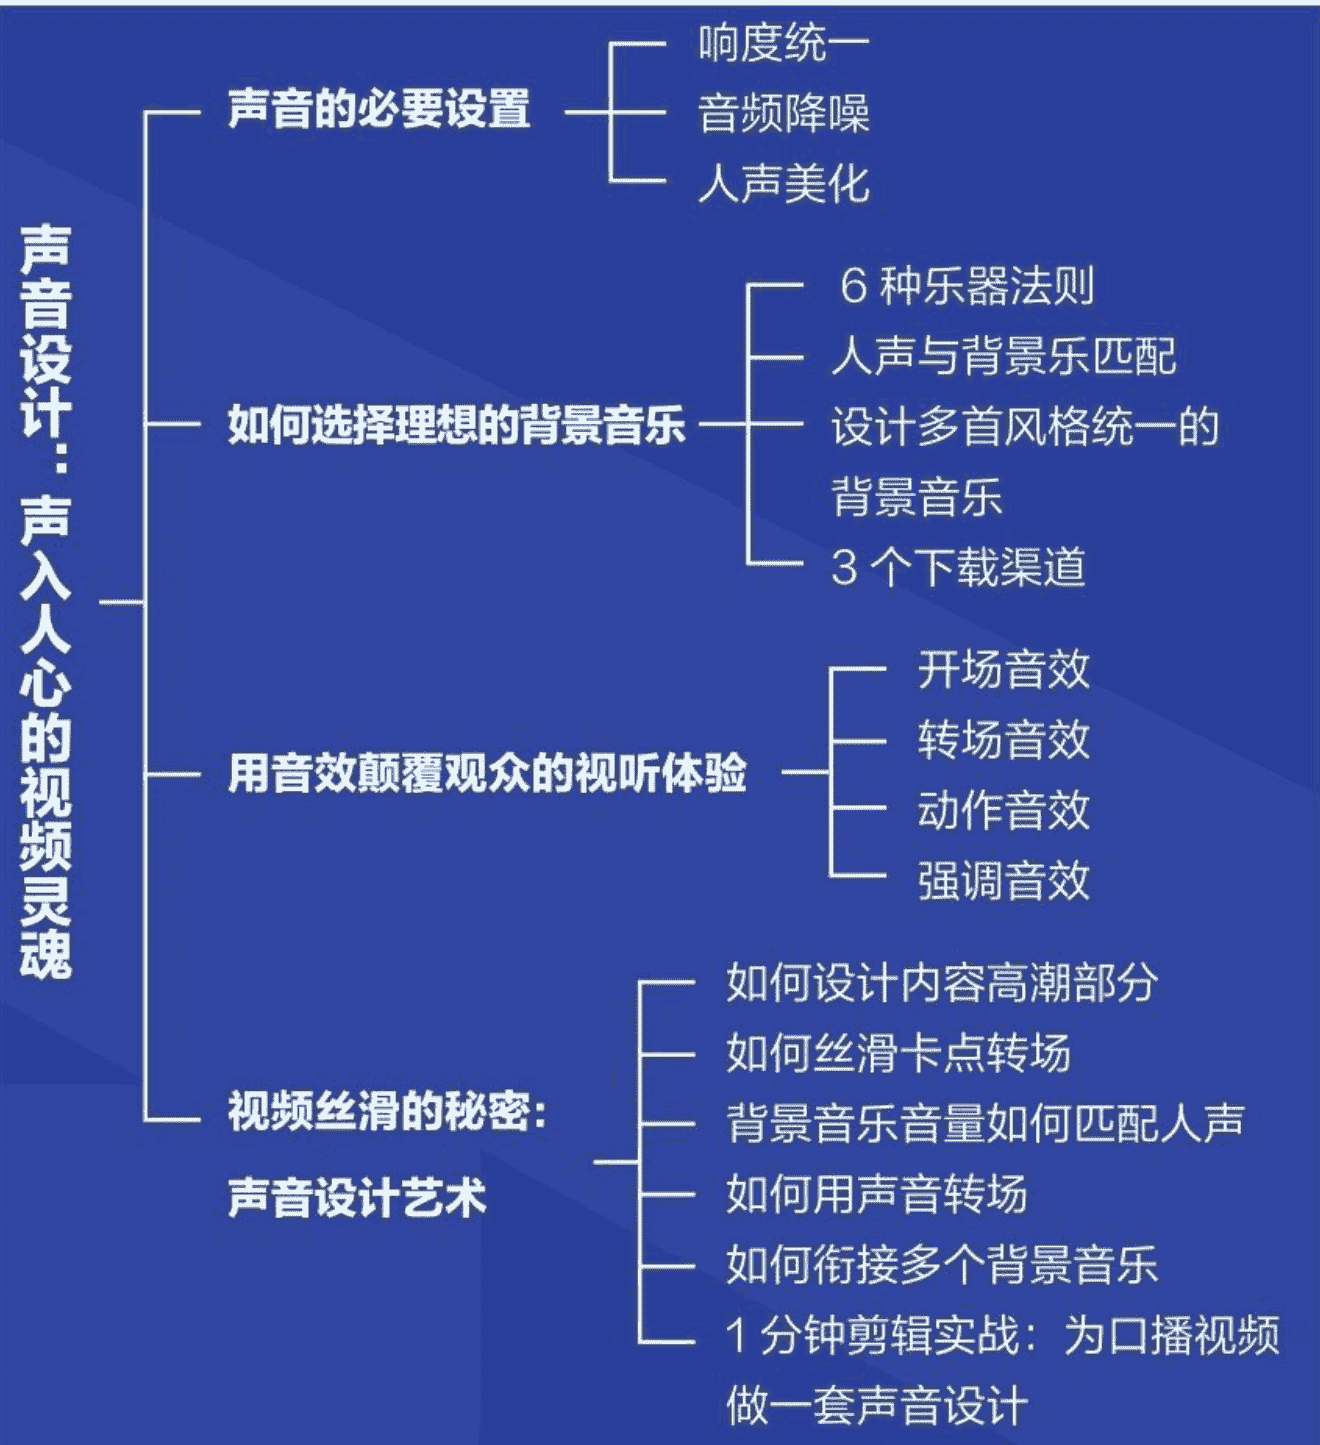 声音设计：声入人心的视频灵魂
声音的必要设置
响度统一
音频降噪
人声美化
如何选择理想的背景音乐
6 种乐器法则
人声与背景乐匹配
设计多首风格统一的
背景音乐
3 个下载渠道
用音效颠覆观众的视听体验
开场音效
转场音效
动作音效
强调音效
视频丝滑的秘密：
声音设计艺术
如何设计内容高潮部分
如何丝滑卡点转场
背景音乐音量如何匹配人声
如何用声音转场
如何衔接多个背景音乐
1 分钟剪辑实战：为口播视频
做一套声音设计